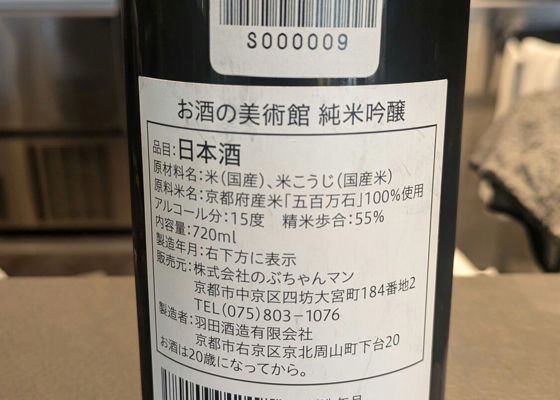 S000009
お酒の美術館 純米吟醸
品目:日本酒
原材料名:米(国産)、米こうじ(国産米)
原料米名:京都府産米「五百万石」100%使用
アルコール分:15度 精米歩合:55%
内容量:720ml
製造年月:右下方に表示
販売元:株式会社のぶちゃんマン
京都市中京区四坊大宮町184番地2
TEL(075)803-1076
製造者:羽田酒造有限会社
京都市右京区京北周山町下台20
お酒は20歳になってから。